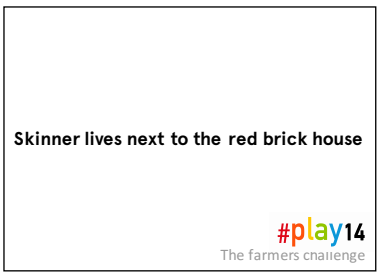 Skinner lives next to the red brick house
#play14
The farmers challenge